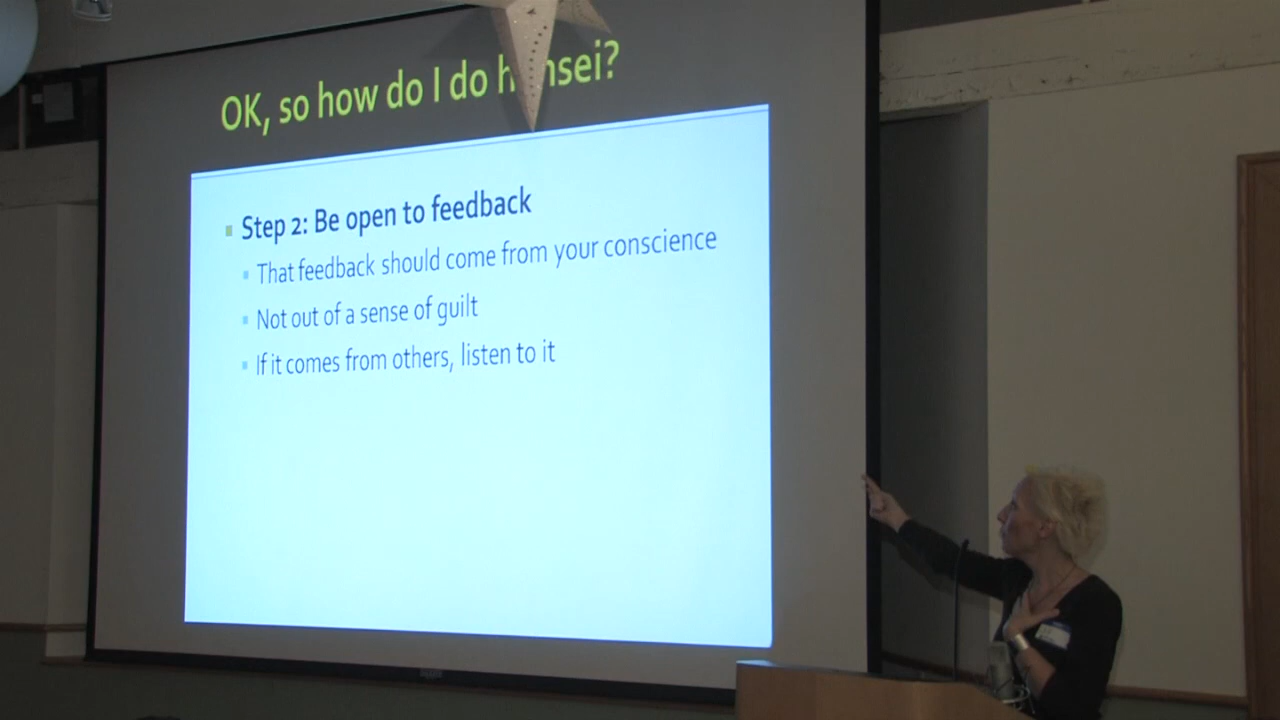 OK, so how do I do h nsei?
Step 2: Be open to feedback
That feedback should come from your conscience
Not out of a sense of guilt
If it comes from others, listen to it